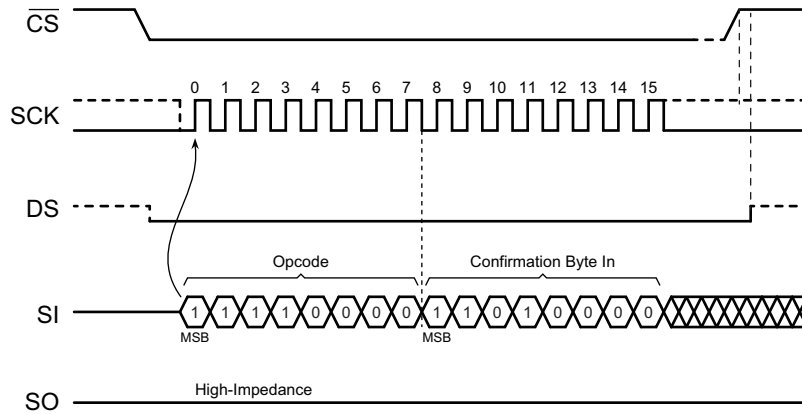 CS
0 1 2 3 4 5 6 7 8 9 10 11 12 13 14 15
SCK
DS
Opcode Confirmation Byte In
SI 1 1 1 1 0 0 0 0 1 1 0 1 0 0 0 0
MSB MSB
High-Impedance
SO